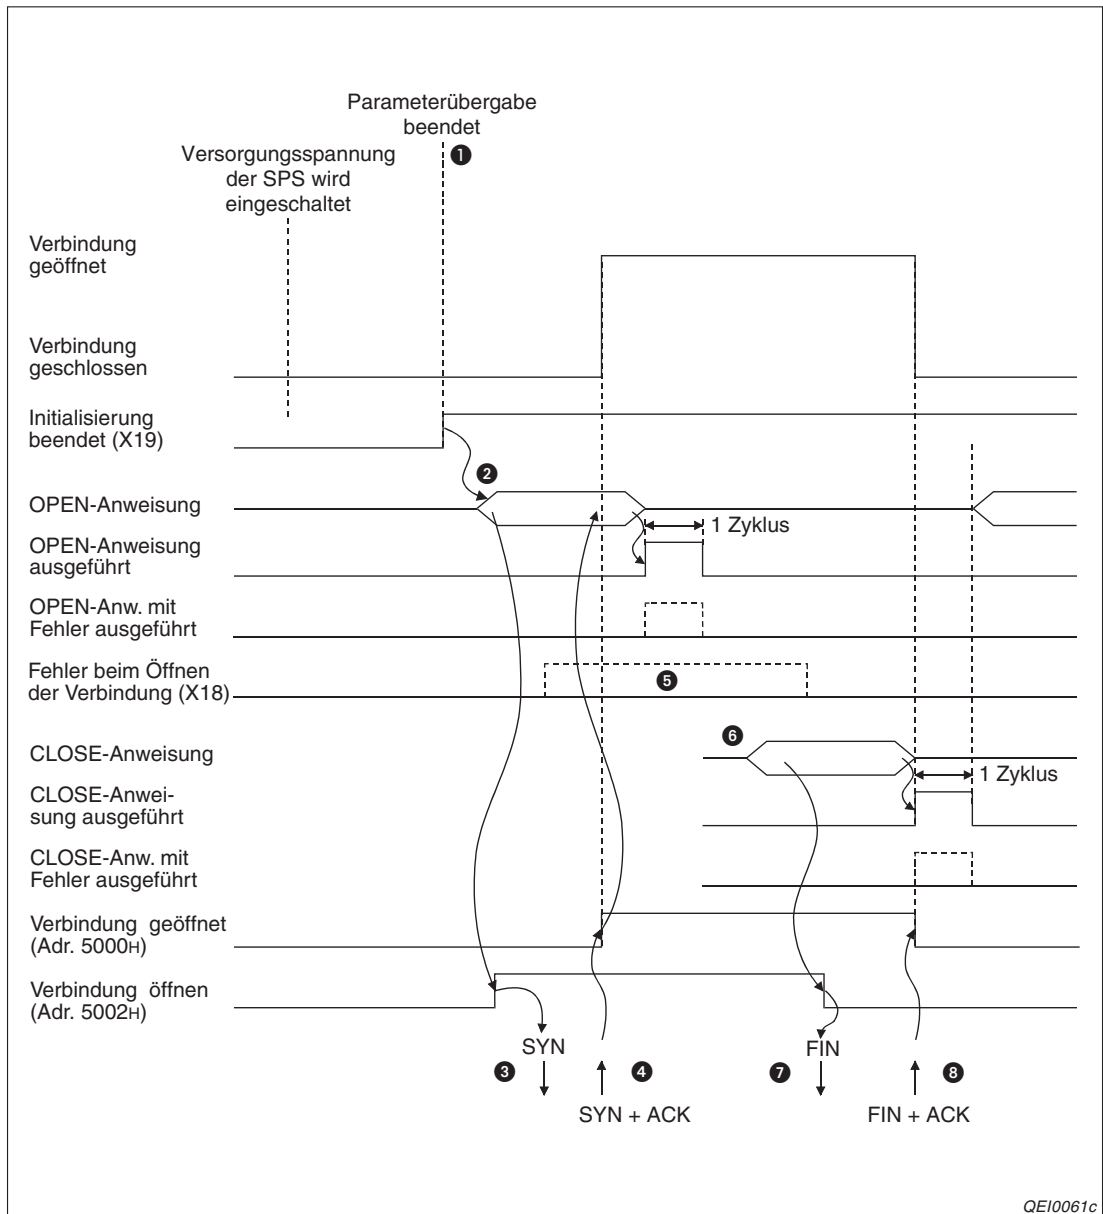 Parameterübergabe
beendet
❶
Versorgungsspannung
der SPS wird
eingeschaltet
Verbindung
geöffnet
Verbindung
geschlossen
Initialisierung
beendet (X19)
❷
OPEN-Anweisung
1 Zyklus
OPEN-Anweisung
ausgeführt
OPEN-Anw. mit
Fehler ausgeführt
Fehler beim Öffnen
der Verbindung (X18)
❺
❻
CLOSE-Anweisung
1 Zyklus
CLOSE-Anwei-
sung ausgeführt
CLOSE-Anw. mit
Fehler ausgeführt
Verbindung geöffnet
(Adr. 5000H)
Verbindung öffnen
(Adr. 5002H)
SYN
FIN
❸
❹
❼
❽
SYN + ACK
FIN + ACK
QEI0061c